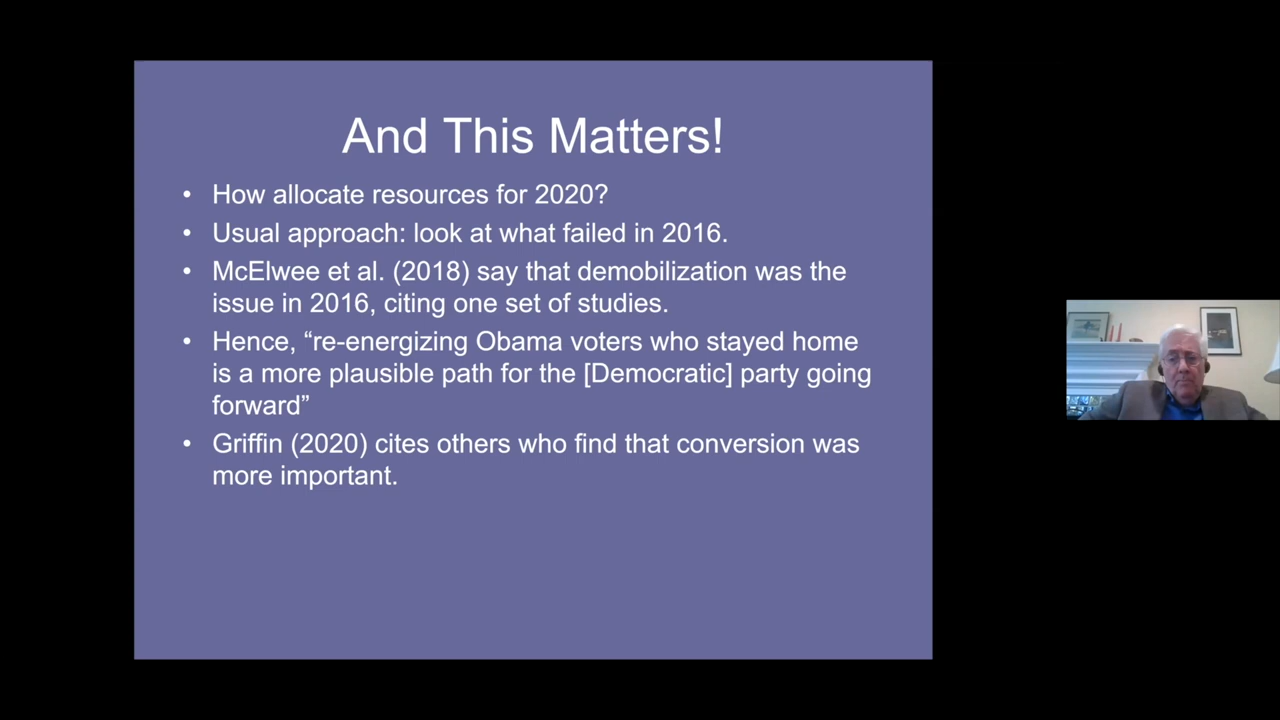 And This Matters!
• How allocate resources for 2020?
• Usual approach: look at what failed in 2016.
• McElwee et al. (2018) say that demobilization was the
issue in 2016, citing one set of studies.
• Hence, “re-energizing Obama voters who stayed home
is a more plausible path for the [Democratic] party going
forward”
• Griffin (2020) cites others who find that conversion was
more important.